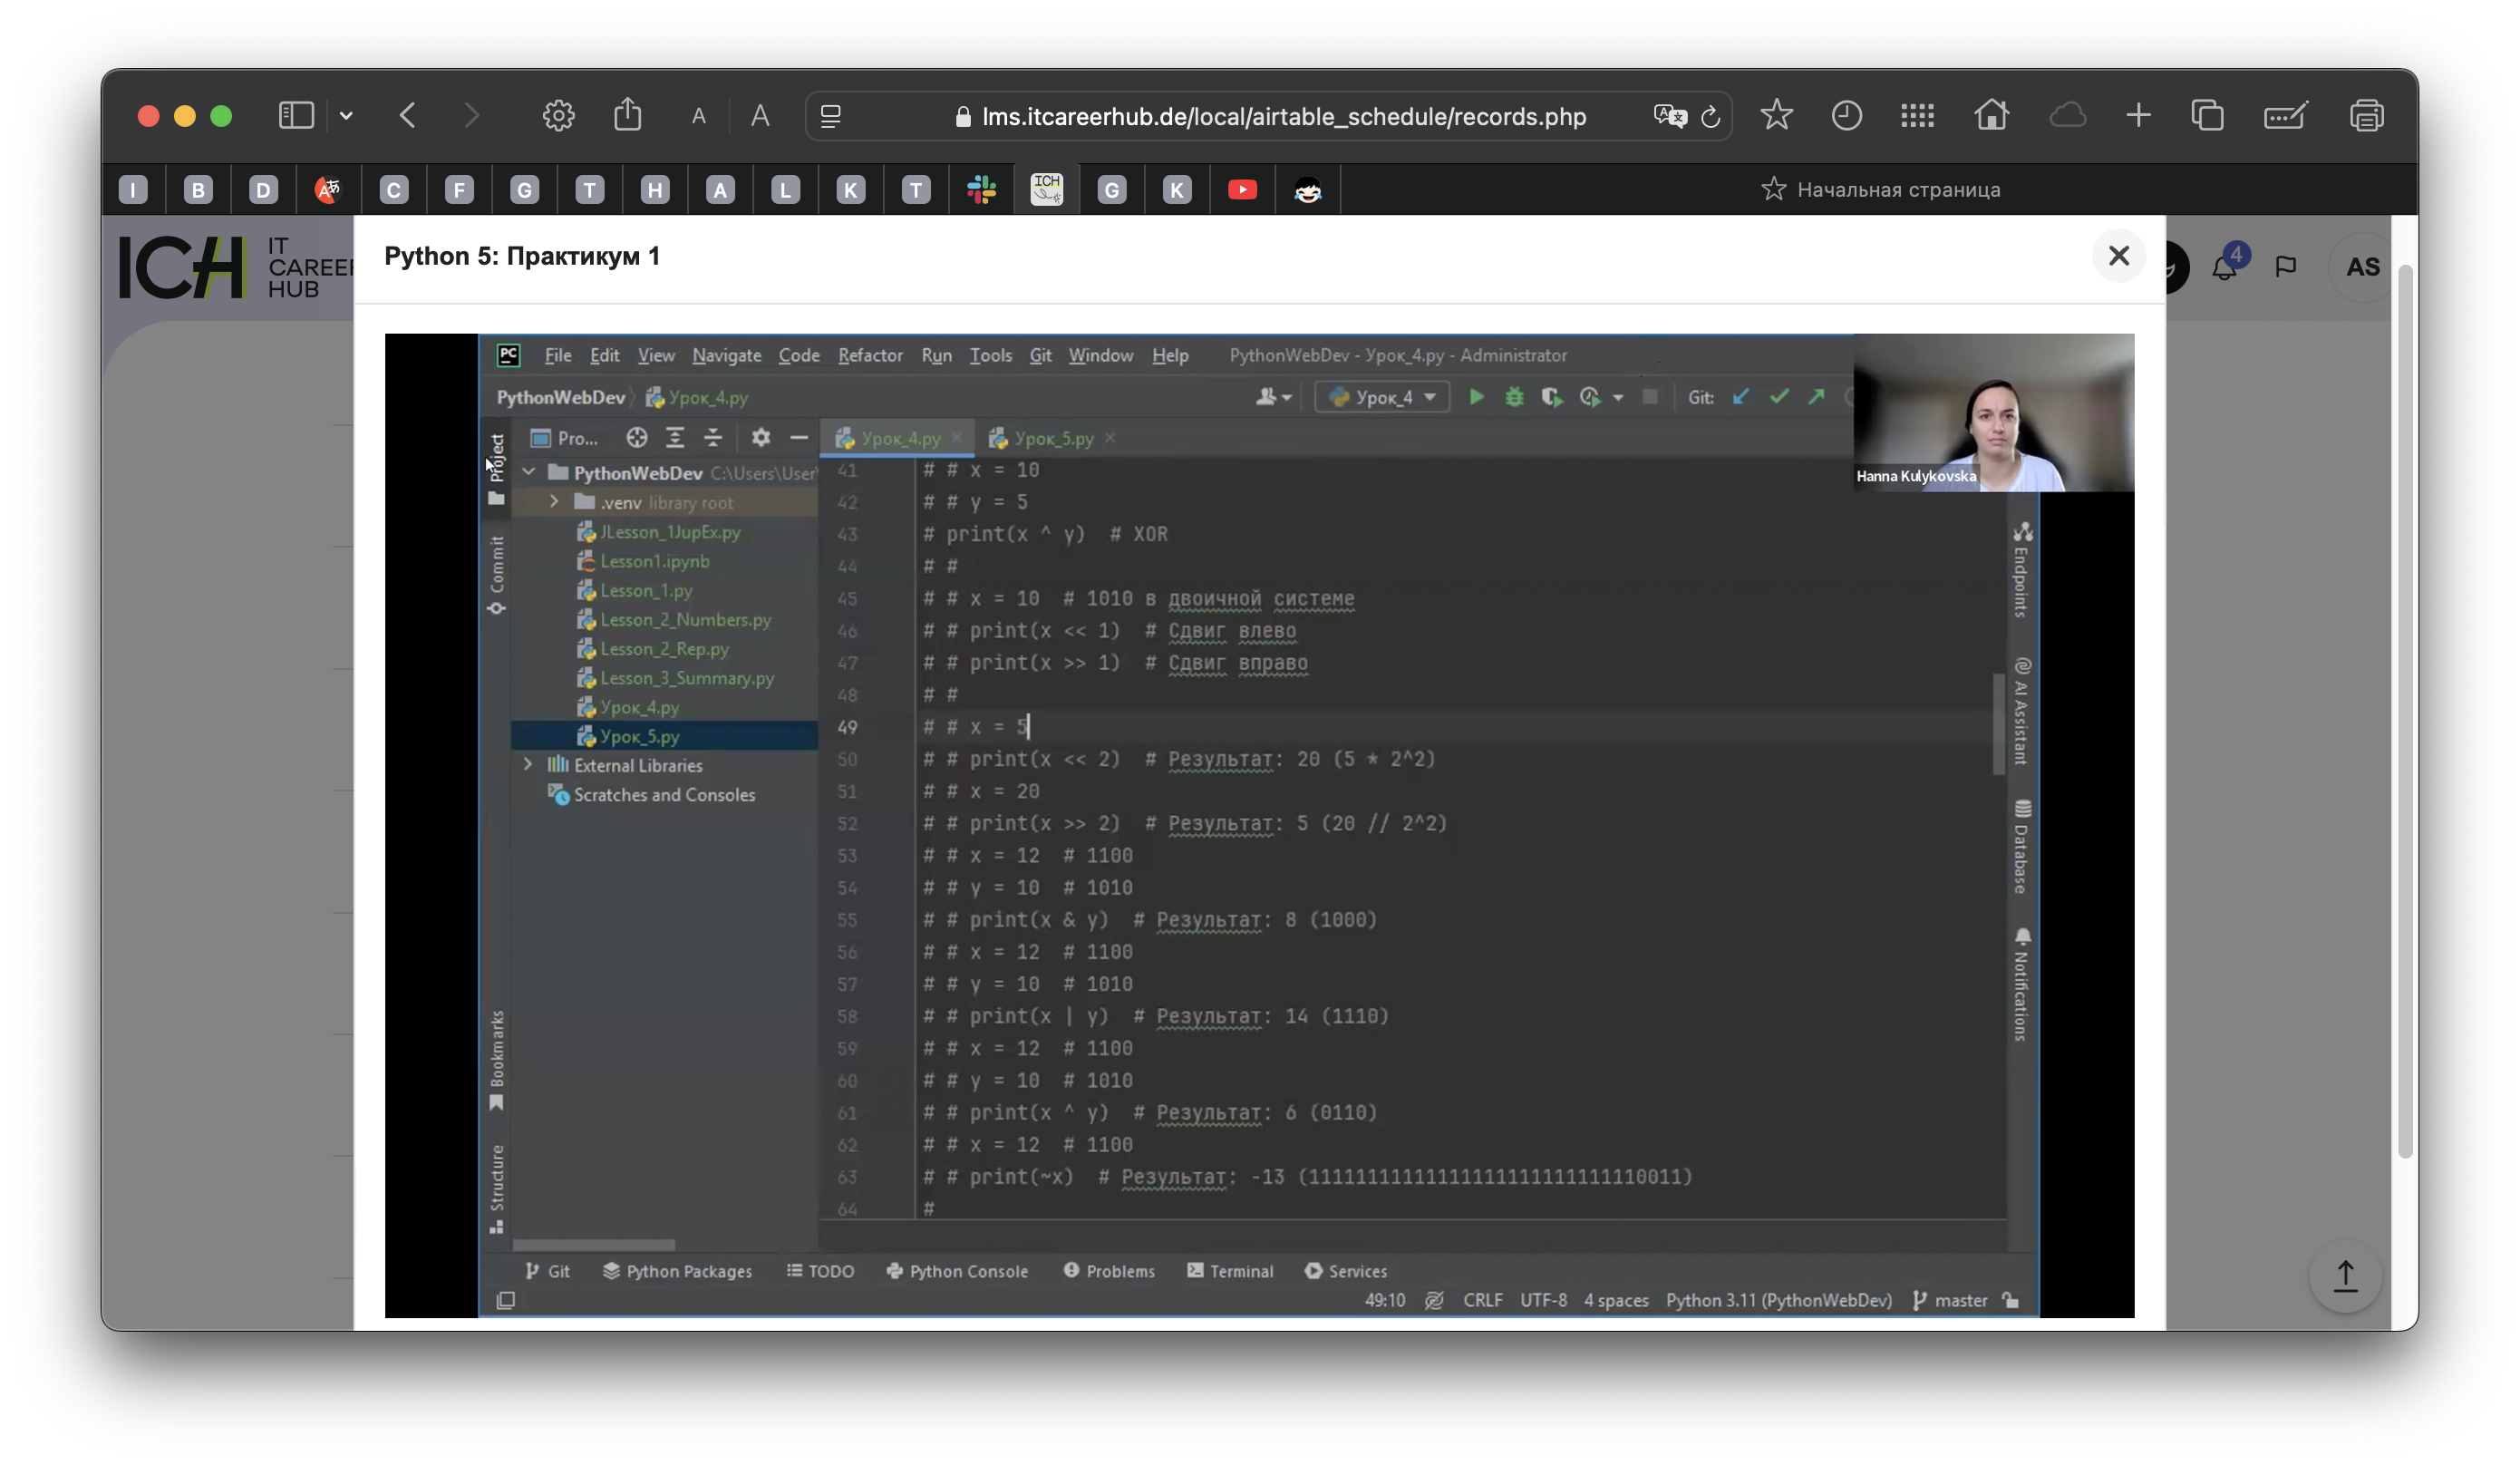 A A lms.itcareerhub.de/local/airtable_schedule/records.php
I B D C F G T H A L K T ICH G K Начальная страница
ICH IT CAREER HUB
Python 5: Практикум 1
4 AS
PC File Edit View Navigate Code Refactor Run Tools Git Window Help PythonWebDev - Урок_4.py - Administrator
PythonWebDev Урок_4.py Урок_4 Git:
Hanna Kulykovska
Project
Commit
Bookmarks
Structure
Pro... Урок_4.py Урок_5.py
PythonWebDev C:\Users\User
.venv library root
JLesson_1JupEx.py
Lesson1.ipynb
Lesson_1.py
Lesson_2_Numbers.py
Lesson_2_Rep.py
Lesson_3_Summary.py
Урок_4.py
Урок_5.py
External Libraries
Scratches and Consoles
41 # # x = 10
42 # # y = 5
43 # print(x ^ y) # XOR
44 # #
45 # # x = 10 # 1010 в двоичной системе
46 # # print(x << 1) # Сдвиг влево
47 # # print(x >> 1) # Сдвиг вправо
48 # #
49 # # x = 5
50 # # print(x << 2) # Результат: 20 (5 * 2^2)
51 # # x = 20
52 # # print(x >> 2) # Результат: 5 (20 // 2^2)
53 # # x = 12 # 1100
54 # # y = 10 # 1010
55 # # print(x & y) # Результат: 8 (1000)
56 # # x = 12 # 1100
57 # # y = 10 # 1010
58 # # print(x | y) # Результат: 14 (1110)
59 # # x = 12 # 1100
60 # # y = 10 # 1010
61 # # print(x ^ y) # Результат: 6 (0110)
62 # # x = 12 # 1100
63 # # print(~x) # Результат: -13 (11111111111111111111111111110011)
64 #
Endpoints
AI Assistant
Database
Notifications
Git Python Packages TODO Python Console Problems Terminal Services
49:10 CRLF UTF-8 4 spaces Python 3.11 (PythonWebDev) master